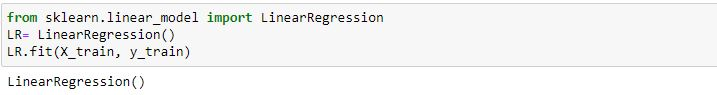 from sklearn.linear_model import LinearRegression
LR= LinearRegression()
LR.fit(X_train, y_train)
LinearRegression()